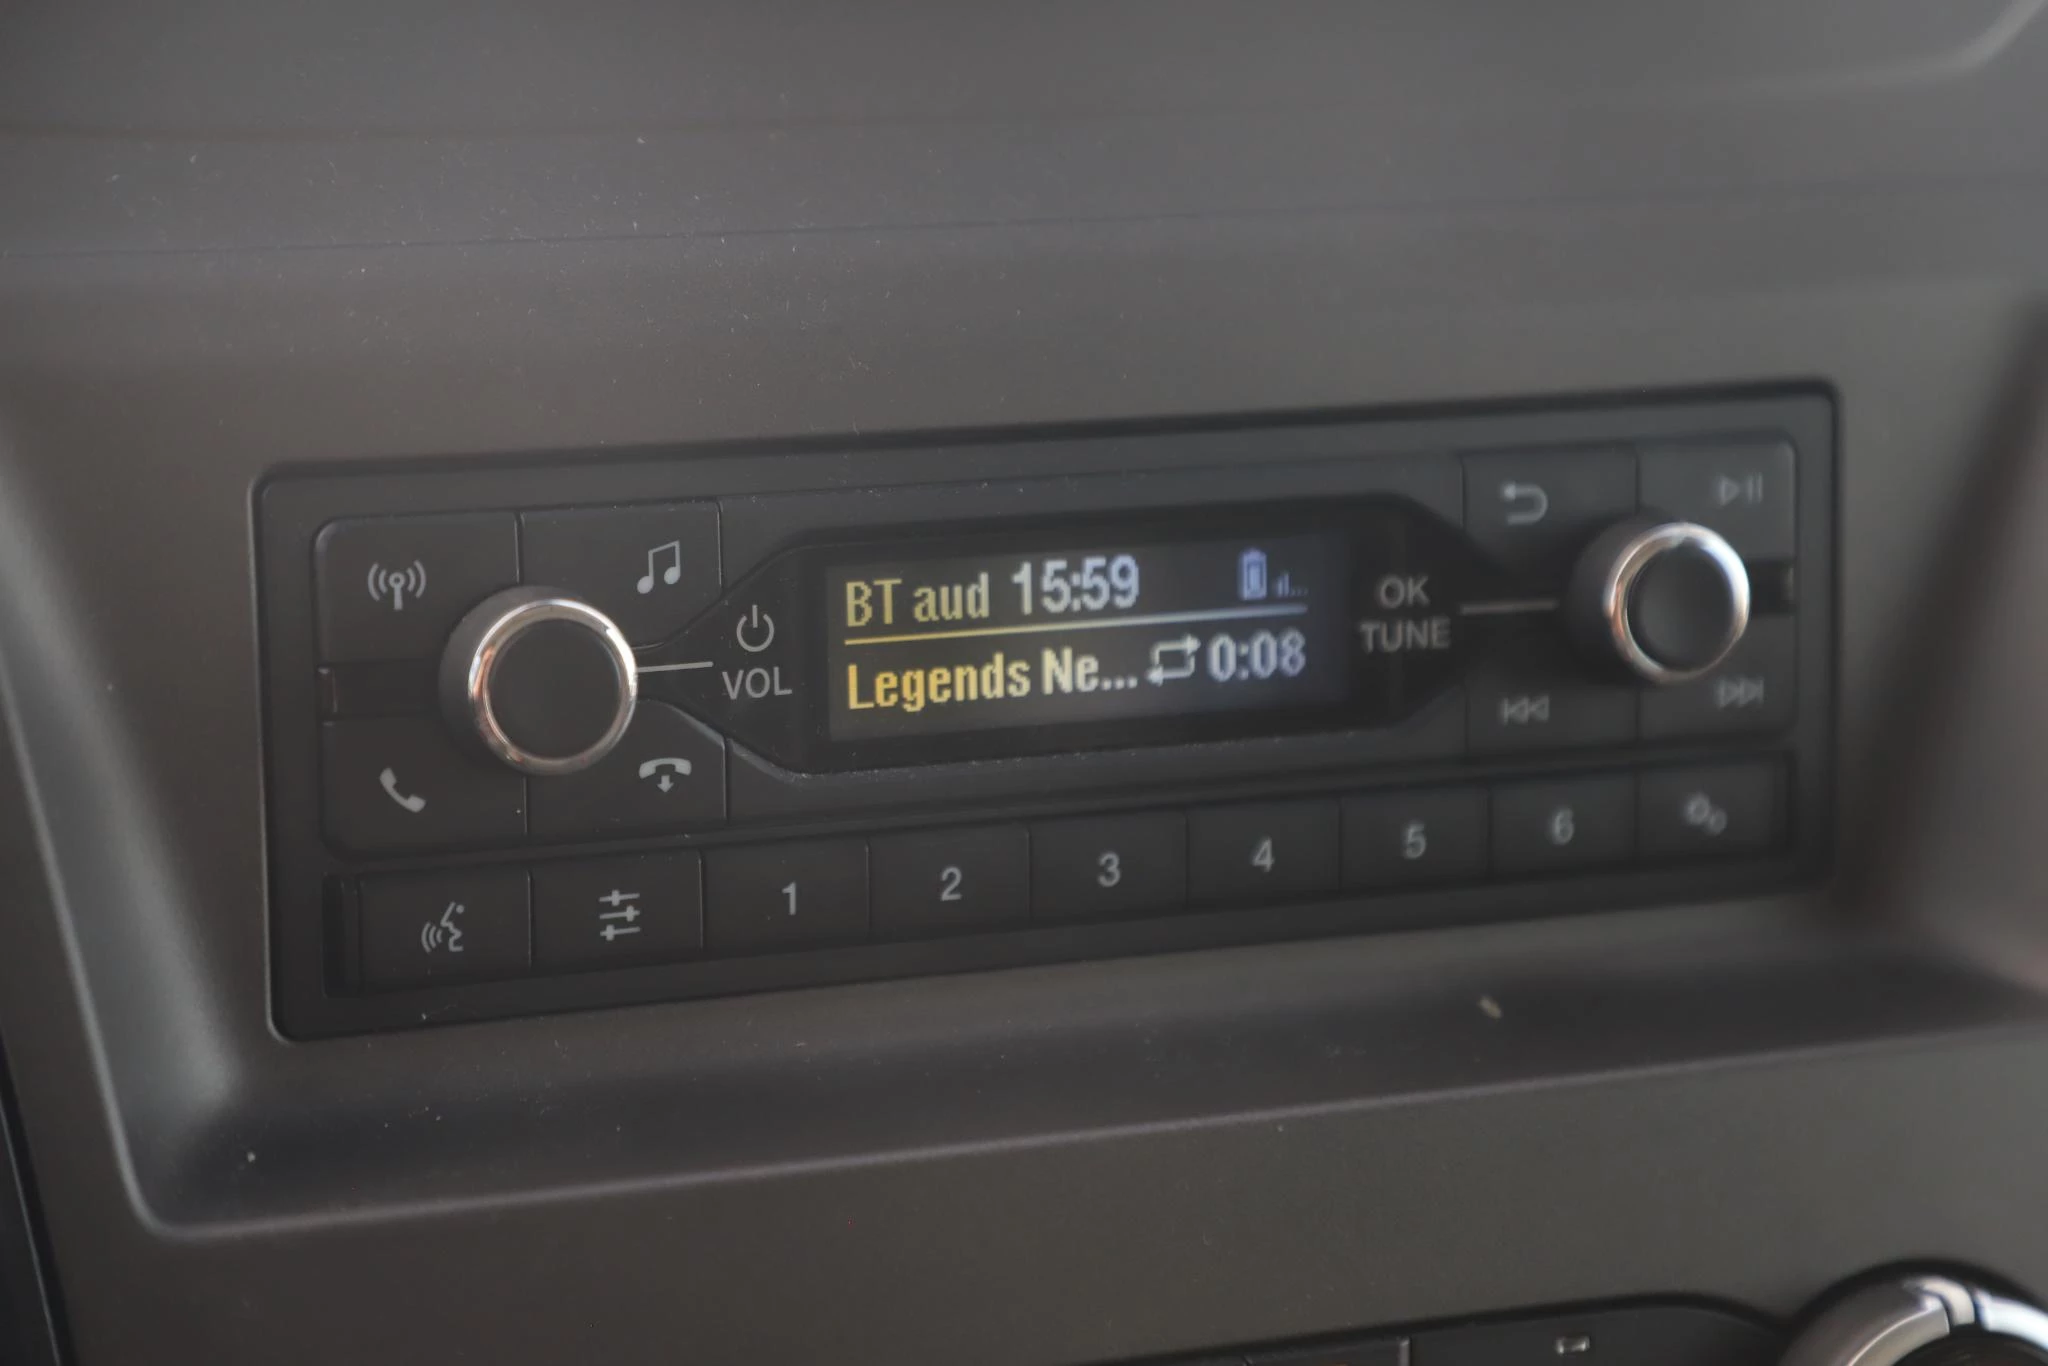 BT aud 15:59
Legends Ne... 0:08
VOL
OK
TUNE
1 2 3 4 5 6